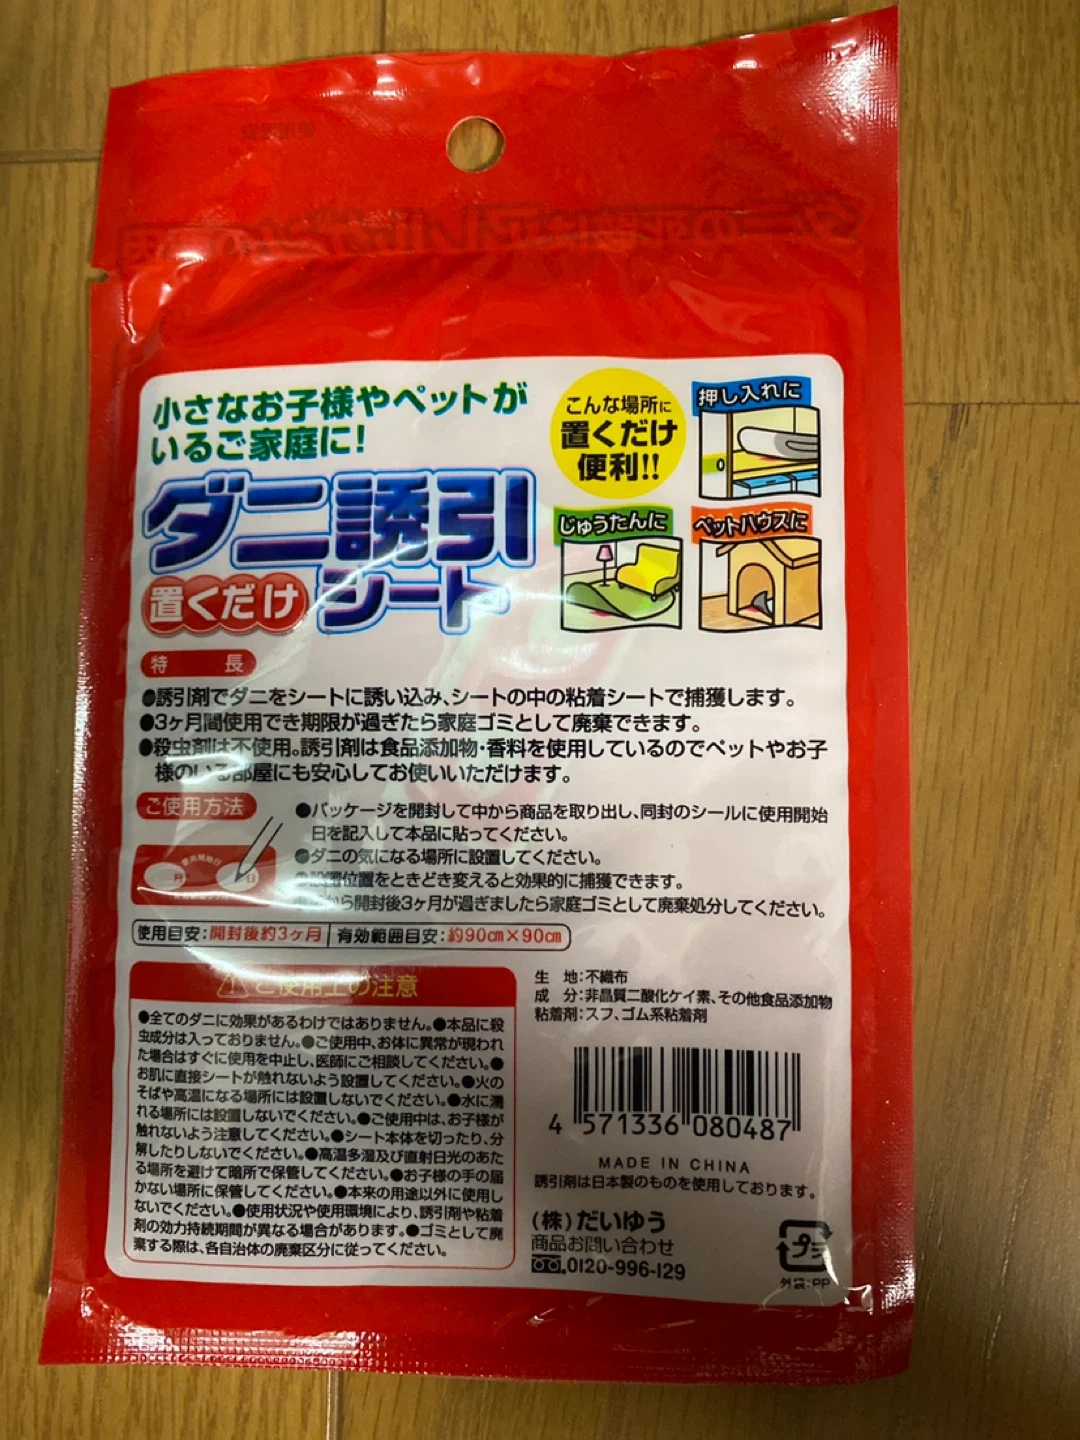 小さなお子様やペットが
いるご家庭に!
ダニ誘引
置くだけ シート
こんな場所に
置くだけ
便利!!
押し入れに
じゅうたんに
ペットハウスに
特 長
●誘引剤でダニをシートに誘い込み、シートの中の粘着シートで捕獲します。
●3ヶ月間使用でき期限が過ぎたら家庭ゴミとして廃棄できます。
●殺虫剤は不使用。誘引剤は食品添加物・香料を使用しているのでペットやお子
様のいる部屋にも安心してお使いいただけます。
ご使用方法
使用開始日
月 日
●パッケージを開封して中から商品を取り出し、同封のシールに使用開始
日を記入して本品に貼ってください。
●ダニの気になる場所に設置してください。
●設置位置をときどき変えると効果的に捕獲できます。
から開封後3ヶ月が過ぎましたら家庭ゴミとして廃棄処分してください。
使用目安:開封後約3ヶ月 有効範囲目安:約90㎝×90㎝
⚠ご使用上の注意
●全てのダニに効果があるわけではありません。●本品に殺
虫成分は入っておりません。●ご使用中、お体に異常が現われ
た場合はすぐに使用を中止し、医師にご相談してください。●
お肌に直接シートが触れないよう設置してください。●火の
そばや高温になる場所には設置しないでください。●水に濡
れる場所には設置しないでください。●ご使用中は、お子様が
触れないよう注意してください。●シート本体を切ったり、分
解したりしないでください。●高温多湿及び直射日光のあた
る場所を避けて暗所で保管してください。●お子様の手の届
かない場所に保管してください。●本来の用途以外に使用し
ないでください。●使用状況や使用環境により、誘引剤や粘着
剤の効力持続期間が異なる場合があります。●ゴミとして廃
棄する際は、各自治体の廃棄区分に従ってください。
生 地:不織布
成 分:非晶質二酸化ケイ素、その他食品添加物
粘着剤:スフ、ゴム系粘着剤
4 571336 080487
MADE IN CHINA
誘引剤は日本製のものを使用しております。
(株)だいゆう
商品お問い合わせ
0120-996-129
プラ
外袋:PP